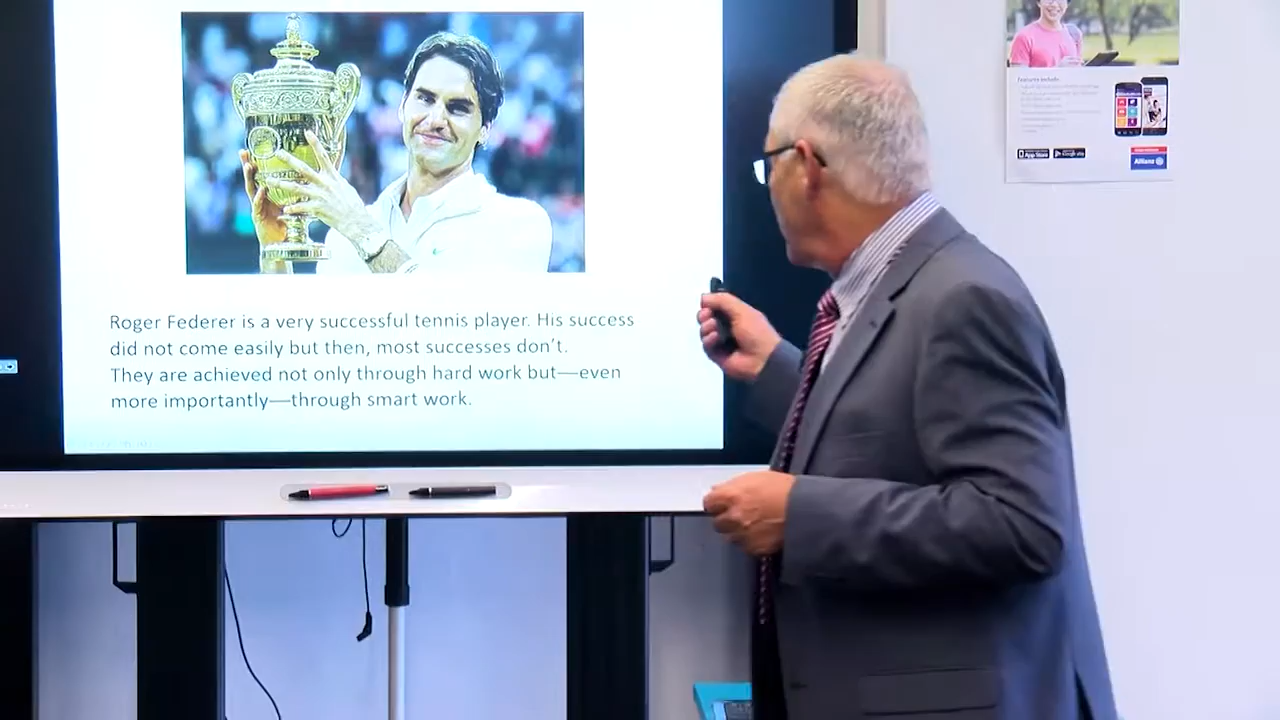 Roger Federer is a very successful tennis player. His success
did not come easily but then, most successes don't.
They are achieved not only through hard work but—even
more importantly—through smart work.
Features include:
App Store
Google play
Allianz